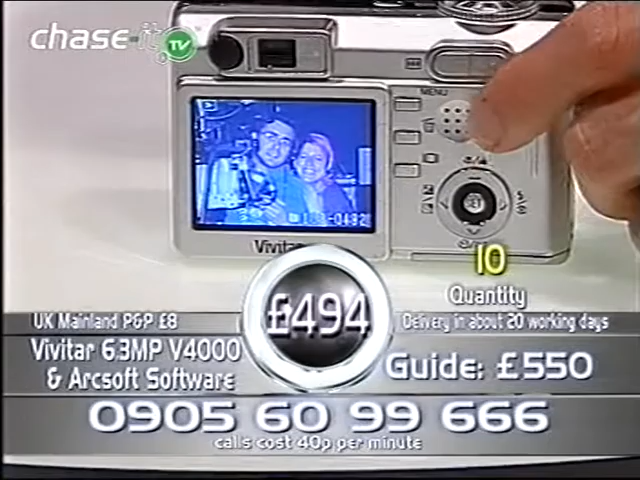 chase-it
TV
MENU
SET
Vivitar
10
Quantity
£494
UK Mainland P&P £8
Delivery in about 20 working days
Vivitar 6.3MP V4000
& Arcsoft Software
Guide: £550
0905 60 99 666
calls cost 40p per minute